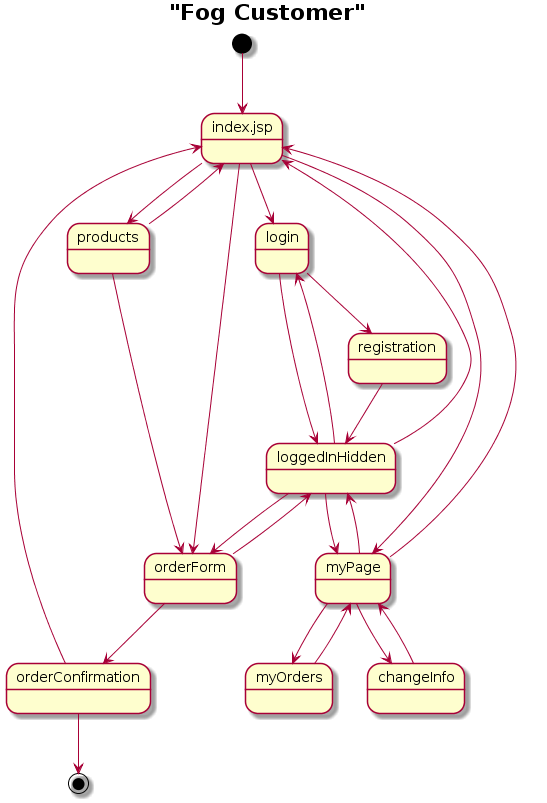 "Fog Customer"
index.jsp
products
login
registration
loggedInHidden
orderForm
myPage
orderConfirmation
myOrders
changeInfo